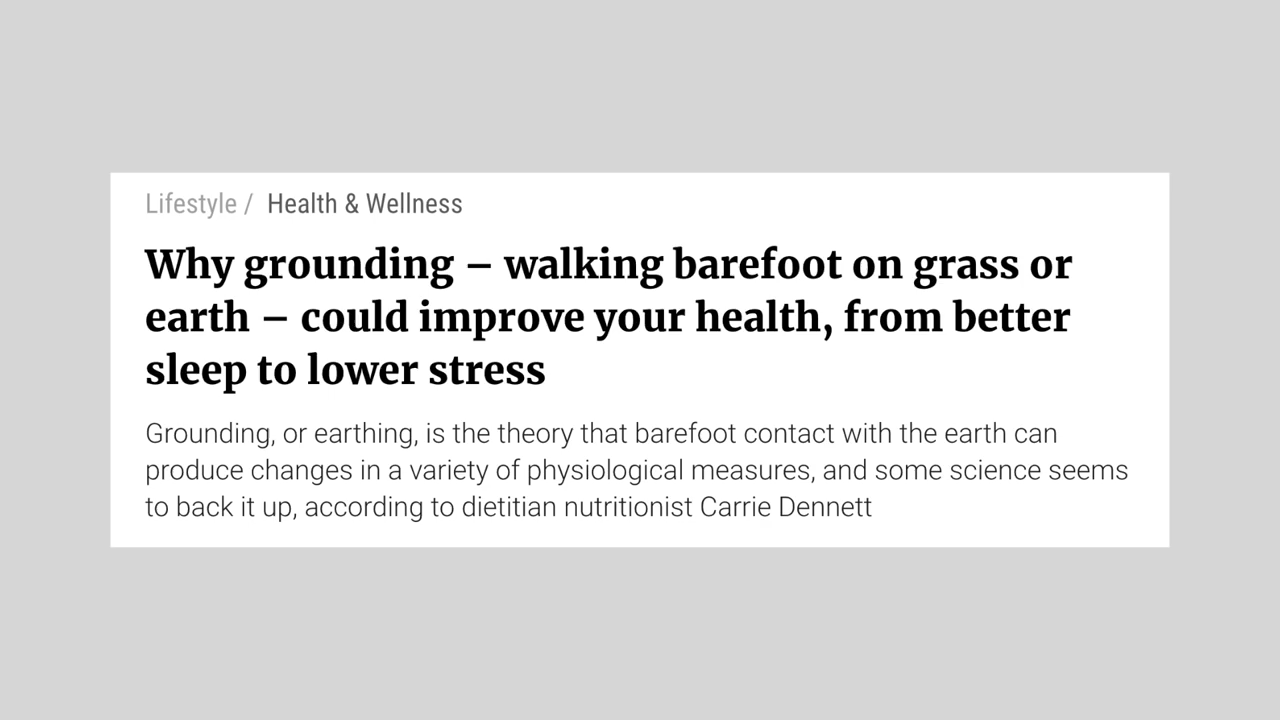 Lifestyle / Health & Wellness
Why grounding – walking barefoot on grass or
earth – could improve your health, from better
sleep to lower stress
Grounding, or earthing, is the theory that barefoot contact with the earth can
produce changes in a variety of physiological measures, and some science seems
to back it up, according to dietitian nutritionist Carrie Dennett